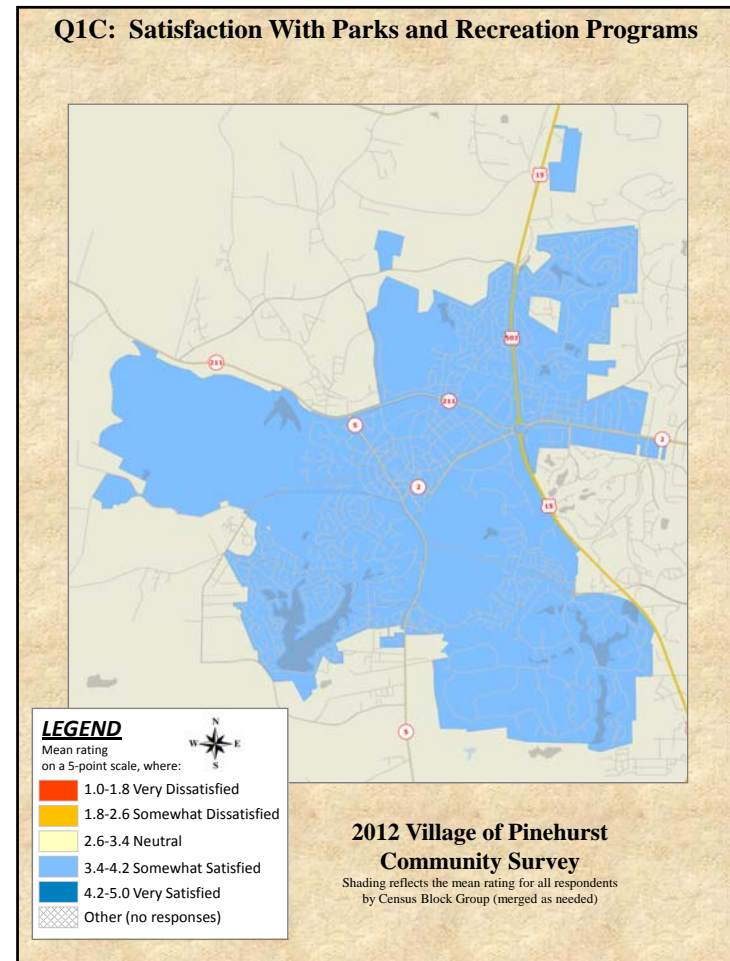 Q1C: Satisfaction With Parks and Recreation Programs
15
501
211
211
5
2
2
15
5
LEGEND
N
W E
S
Mean rating
on a 5-point scale, where:
1.0-1.8 Very Dissatisfied
1.8-2.6 Somewhat Dissatisfied
2.6-3.4 Neutral
3.4-4.2 Somewhat Satisfied
4.2-5.0 Very Satisfied
Other (no responses)
2012 Village of Pinehurst
Community Survey
Shading reflects the mean rating for all respondents
by Census Block Group (merged as needed)